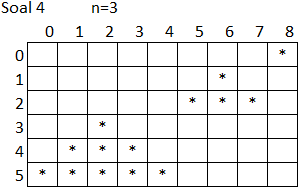 Soal 4 n=3
0 1 2 3 4 5 6 7 8
0 *
1 *
2 * * *
3 *
4 * * *
5 * * * * *